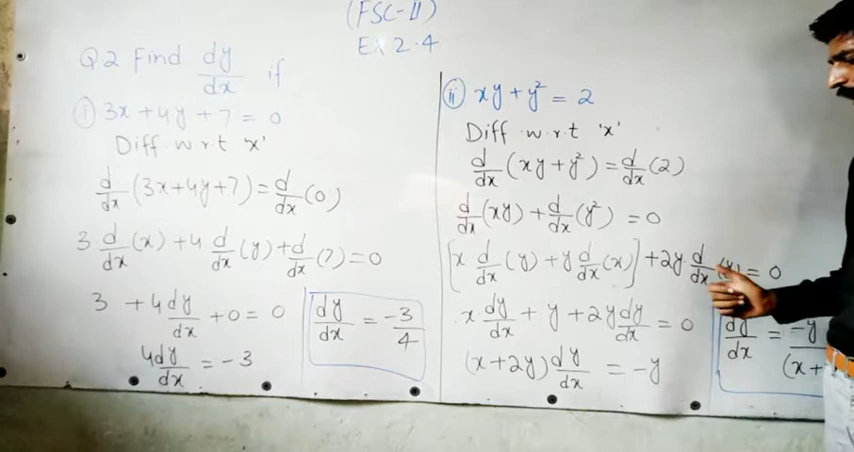 (FSC-II)
Ex 2.4
Q2 Find dy/dx if
(i) 3x + 4y + 7 = 0
Diff w.r.t 'x'
d/dx (3x+4y+7) = d/dx (0)
3 d/dx (x) + 4 d/dx (y) + d/dx (7) = 0
3 + 4 dy/dx + 0 = 0
4dy/dx = -3
dy/dx = -3/4
(ii) xy + y² = 2
Diff w.r.t 'x'
d/dx (xy + y²) = d/dx (2)
d/dx (xy) + d/dx (y²) = 0
[x d/dx (y) + y d/dx (x)] + 2y d/dx (y) = 0
x dy/dx + y + 2y dy/dx = 0
(x+2y) dy/dx = -y
dy/dx = -y/(x+